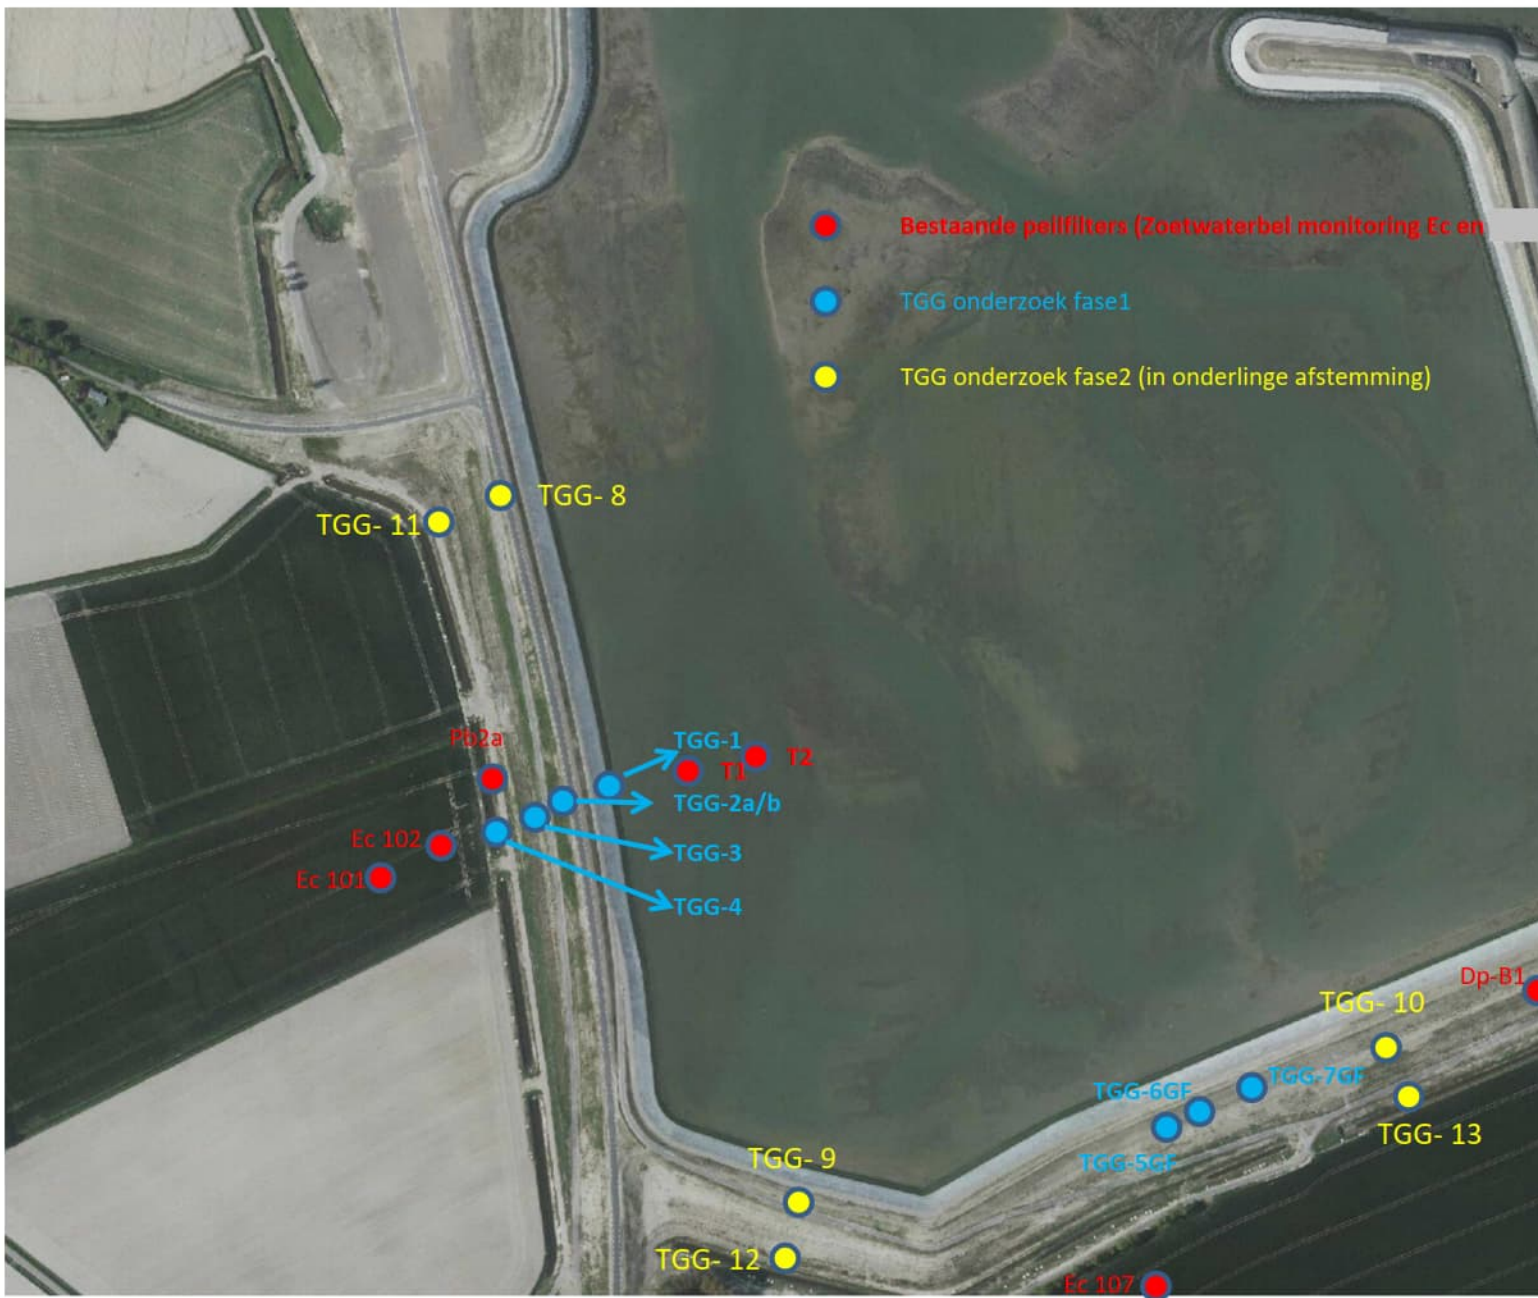 Bestaande peilfilters (Zoetwaterbel monitoring Ec en
TGG onderzoek fase1
TGG onderzoek fase2 (in onderlinge afstemming)
TGG- 8
TGG- 11
Pb2a
TGG-1
T1
T2
TGG-2a/b
Ec 102
TGG-3
Ec 101
TGG-4
Dp-B1
TGG- 10
TGG-7GF
TGG-6GF
TGG- 13
TGG-5GF
TGG- 9
TGG- 12
Ec 107